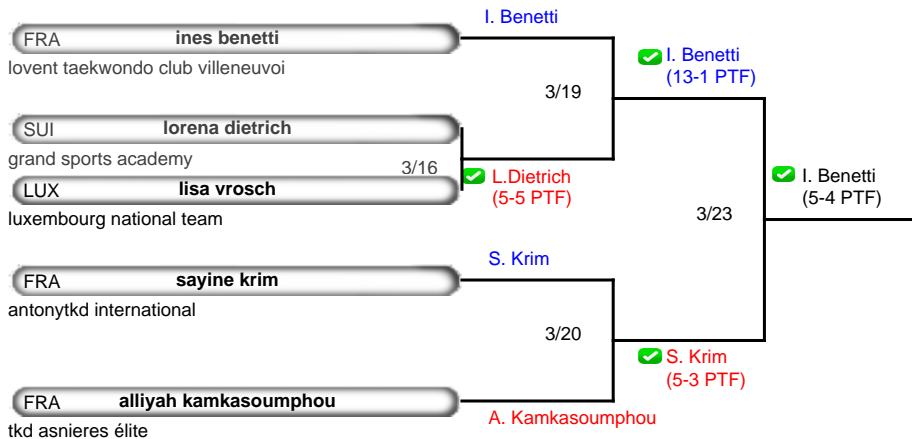 I. Benetti
FRA ines benetti
lovent taekwondo club villeneuvoi
I. Benetti
(13-1 PTF)
3/19
SUI lorena dietrich
grand sports academy
3/16
L.Dietrich
(5-5 PTF)
LUX lisa vrosch
luxembourg national team
I. Benetti
(5-4 PTF)
3/23
S. Krim
FRA sayine krim
antonytkd international
3/20
S. Krim
(5-3 PTF)
FRA alliyah kamkasoumphou
A. Kamkasoumphou
tkd asnieres élite